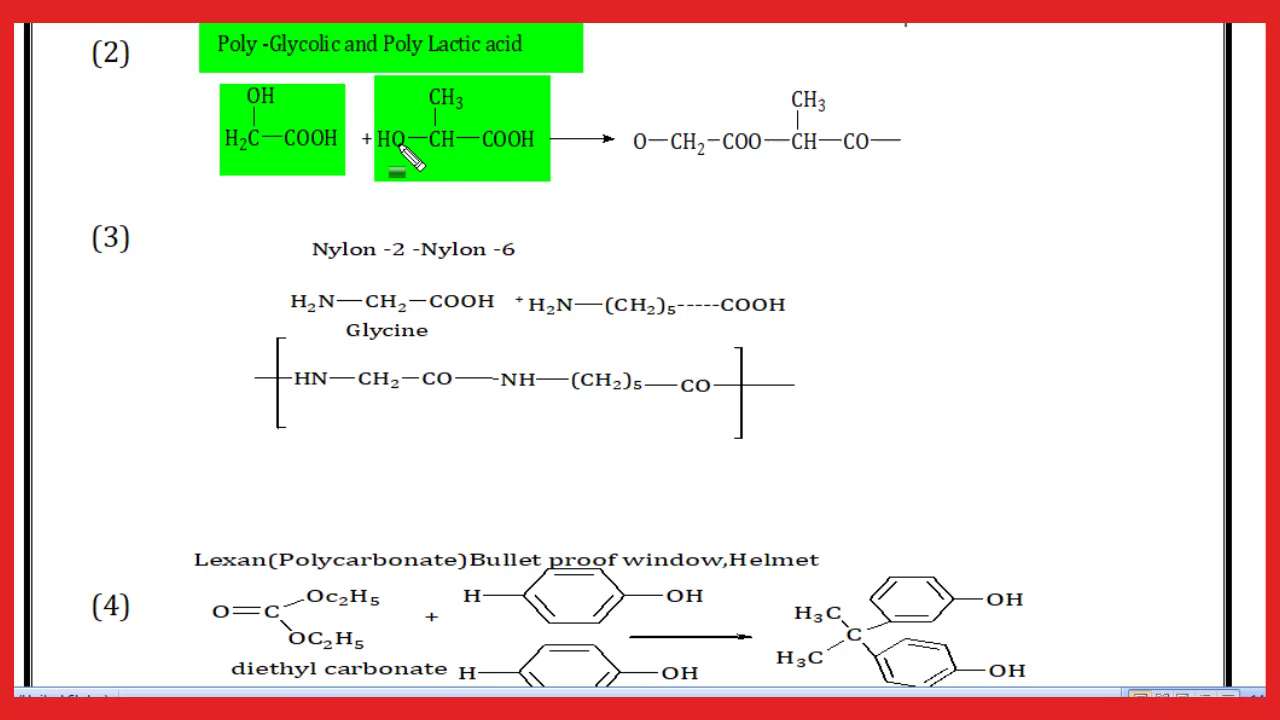 (2)
Poly -Glycolic and Poly Lactic acid
OH
H₂C—COOH
+
CH₃
HO—CH—COOH
CH₃
O—CH₂—COO—CH—CO—
(3)
Nylon -2 -Nylon -6
H₂N—CH₂—COOH + H₂N—(CH₂)₅-----COOH
Glycine
HN—CH₂—CO—-NH—(CH₂)₅—CO
Lexan(Polycarbonate)Bullet proof window,Helmet
(4)
O=C
Oc₂H₅
OC₂H₅
+
H
OH
H
OH
diethyl carbonate
H₃C
C
H₃C
OH
OH